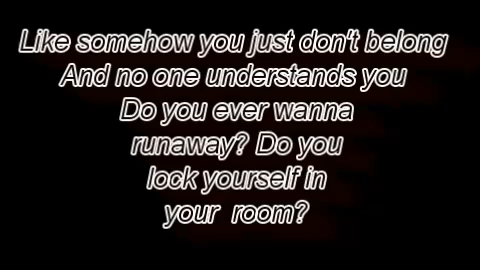 Like somehow you just don't belong
And no one understands you
Do you ever wanna
runaway? Do you
lock yourself in
your room?